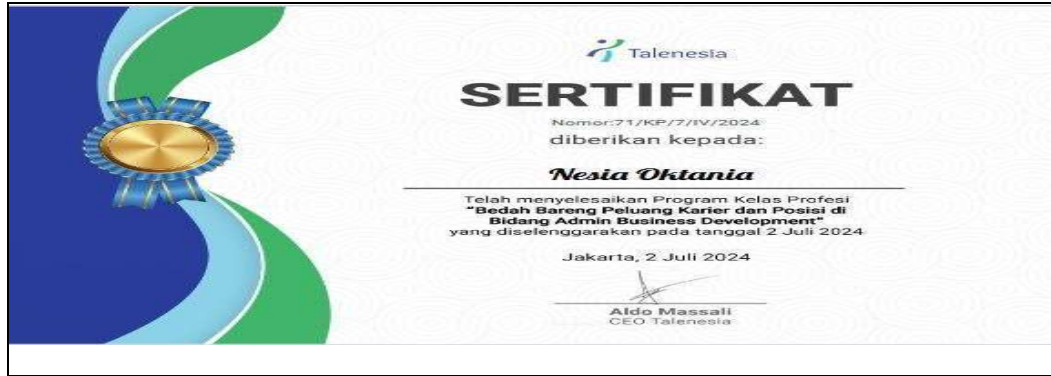 Talenesia
SERTIFIKAT
Nomor:71/KP/7/IV/2024
diberikan kepada:
Nesia Oktania
Telah menyelesaikan Program Kelas Profesi
"Bedah Bareng Peluang Karier dan Posisi di
Bidang Admin Business Development"
yang diselenggarakan pada tanggal 2 Juli 2024
Jakarta, 2 Juli 2024
Aldo Massali
CEO Talenesia